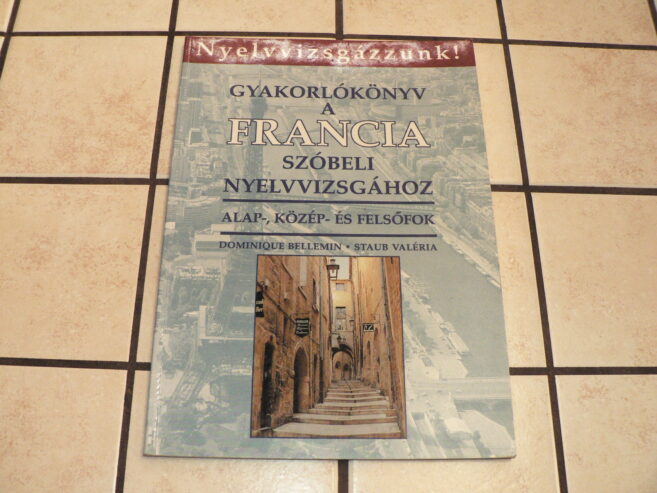 Nyelvvizsgázzunk!
GYAKORLÓKÖNYV
A
FRANCIA
SZÓBELI
NYELVVIZSGÁHOZ
ALAP-, KÖZÉP- ÉS FELSŐFOK
DOMINIQUE BELLEMIN • STAUB VALÉRIA